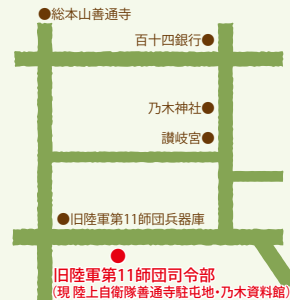 ●総本山善通寺
百十四銀行●
乃木神社●
讃岐宮●
●旧陸軍第11師団兵器庫
旧陸軍第11師団司令部
(現 陸上自衛隊善通寺駐屯地・乃木資料館)